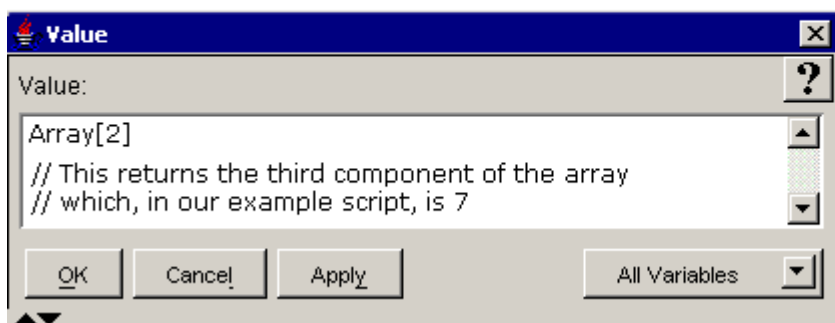 Value
?
Value:
Array[2]
// This returns the third component of the array
// which, in our example script, is 7
OK Cancel Apply All Variables